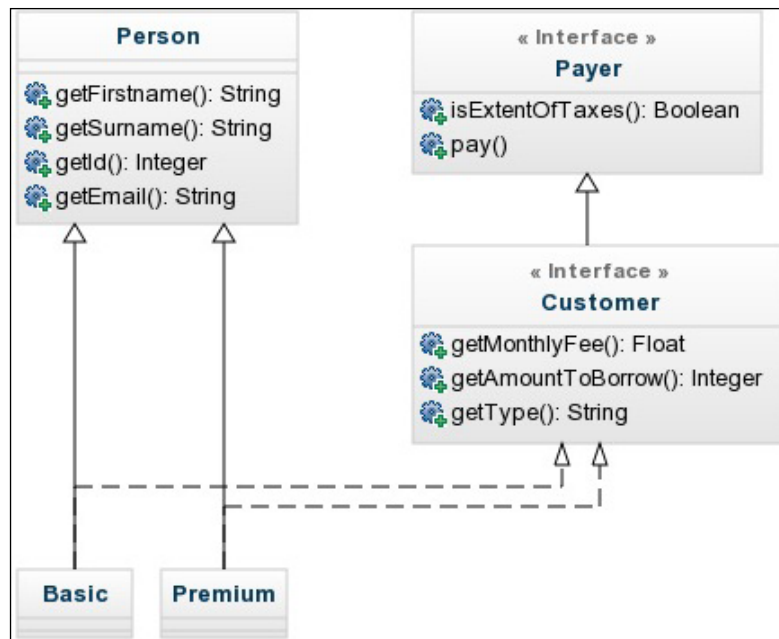 Person
getFirstname(): String
getSurname(): String
getId(): Integer
getEmail(): String
« Interface »
Payer
isExtentOfTaxes(): Boolean
pay()
« Interface »
Customer
getMonthlyFee(): Float
getAmountToBorrow(): Integer
getType(): String
Basic
Premium